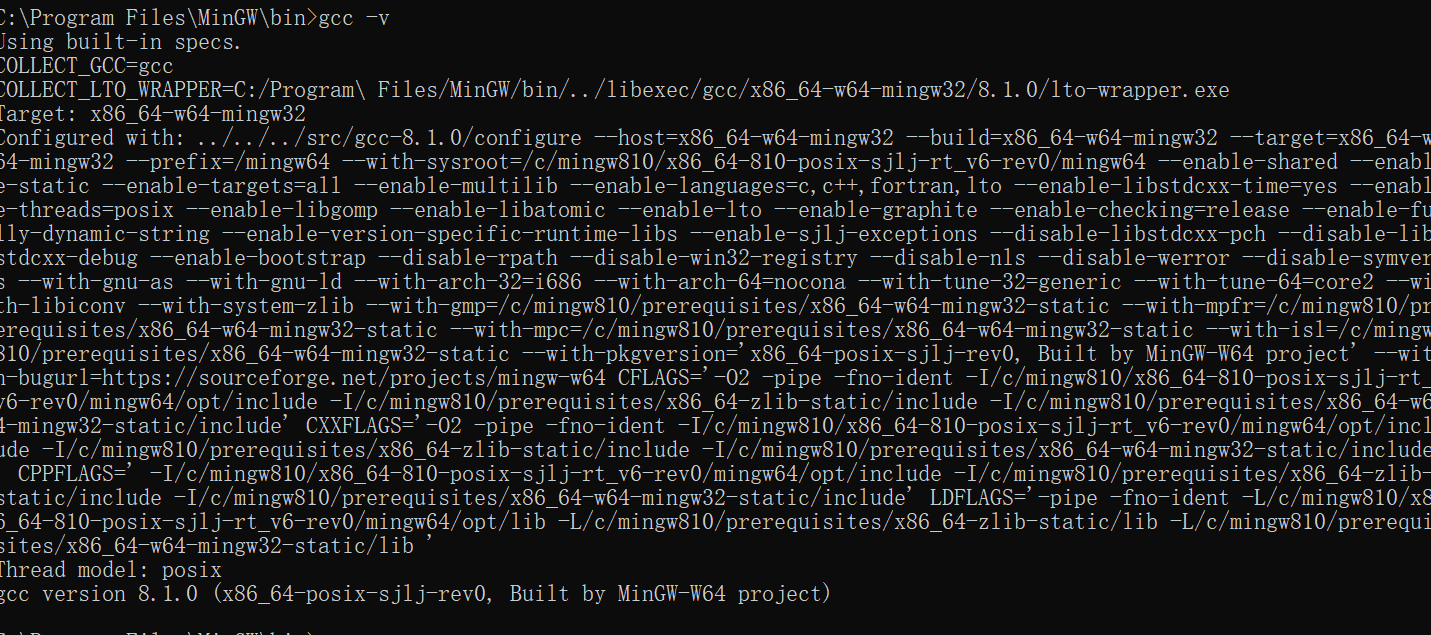 C:\Program Files\MinGW\bin>gcc -v
Using built-in specs.
COLLECT_GCC=gcc
COLLECT_LTO_WRAPPER=C:/Program\ Files/MinGW/bin/../libexec/gcc/x86_64-w64-mingw32/8.1.0/lto-wrapper.exe
Target: x86_64-w64-mingw32
Configured with: ../../../src/gcc-8.1.0/configure --host=x86_64-w64-mingw32 --build=x86_64-w64-mingw32 --target=x86_64-w
64-mingw32 --prefix=/mingw64 --with-sysroot=/c/mingw810/x86_64-810-posix-sjlj-rt_v6-rev0/mingw64 --enable-shared --enabl
e-static --enable-targets=all --enable-multilib --enable-languages=c,c++,fortran,lto --enable-libstdcxx-time=yes --enabl
e-threads=posix --enable-libgomp --enable-libatomic --enable-lto --enable-graphite --enable-checking=release --enable-fu
lly-dynamic-string --enable-version-specific-runtime-libs --enable-sjlj-exceptions --disable-libstdcxx-pch --disable-lib
stdcxx-debug --enable-bootstrap --disable-rpath --disable-win32-registry --disable-nls --disable-werror --disable-symver
s --with-gnu-as --with-gnu-ld --with-arch-32=i686 --with-arch-64=nocona --with-tune-32=generic --with-tune-64=core2 --wi
th-libiconv --with-system-zlib --with-gmp=/c/mingw810/prerequisites/x86_64-w64-mingw32-static --with-mpfr=/c/mingw810/pr
erequisites/x86_64-w64-mingw32-static --with-mpc=/c/mingw810/prerequisites/x86_64-w64-mingw32-static --with-isl=/c/mingw
810/prerequisites/x86_64-w64-mingw32-static --with-pkgversion='x86_64-posix-sjlj-rev0, Built by MinGW-W64 project' --wit
h-bugurl=https://sourceforge.net/projects/mingw-w64 CFLAGS='-O2 -pipe -fno-ident -I/c/mingw810/x86_64-810-posix-sjlj-rt_
v6-rev0/mingw64/opt/include -I/c/mingw810/prerequisites/x86_64-zlib-static/include -I/c/mingw810/prerequisites/x86_64-w6
4-mingw32-static/include' CXXFLAGS='-O2 -pipe -fno-ident -I/c/mingw810/x86_64-810-posix-sjlj-rt_v6-rev0/mingw64/opt/incl
ude -I/c/mingw810/prerequisites/x86_64-zlib-static/include -I/c/mingw810/prerequisites/x86_64-w64-mingw32-static/include
' CPPFLAGS=' -I/c/mingw810/x86_64-810-posix-sjlj-rt_v6-rev0/mingw64/opt/include -I/c/mingw810/prerequisites/x86_64-zlib-
static/include -I/c/mingw810/prerequisites/x86_64-w64-mingw32-static/include' LDFLAGS='-pipe -fno-ident -L/c/mingw810/x8
6_64-810-posix-sjlj-rt_v6-rev0/mingw64/opt/lib -L/c/mingw810/prerequisites/x86_64-zlib-static/lib -L/c/mingw810/prerequi
sites/x86_64-w64-mingw32-static/lib '
Thread model: posix
gcc version 8.1.0 (x86_64-posix-sjlj-rev0, Built by MinGW-W64 project)
C:\Program Files\MinGW\bin>